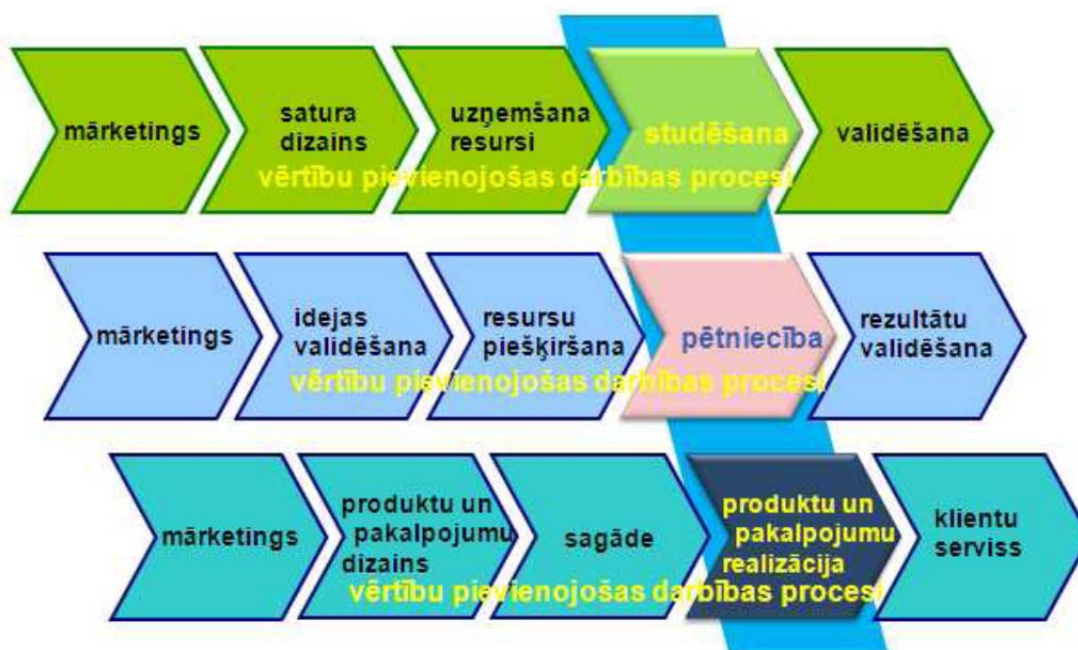 mārketings
satura
dizains
uzņemšana
resursi
studēšana
validēšana
vērtību pievienojošas darbības procesi
mārketings
idejas
validēšana
resursu
piešķiršana
pētniecība
rezultātu
validēšana
vērtību pievienojošas darbības procesi
mārketings
produktu un
pakalpojumu
dizains
sagāde
produktu un
pakalpojumu
realizācija
klientu
serviss
vērtību pievienojošas darbības procesi